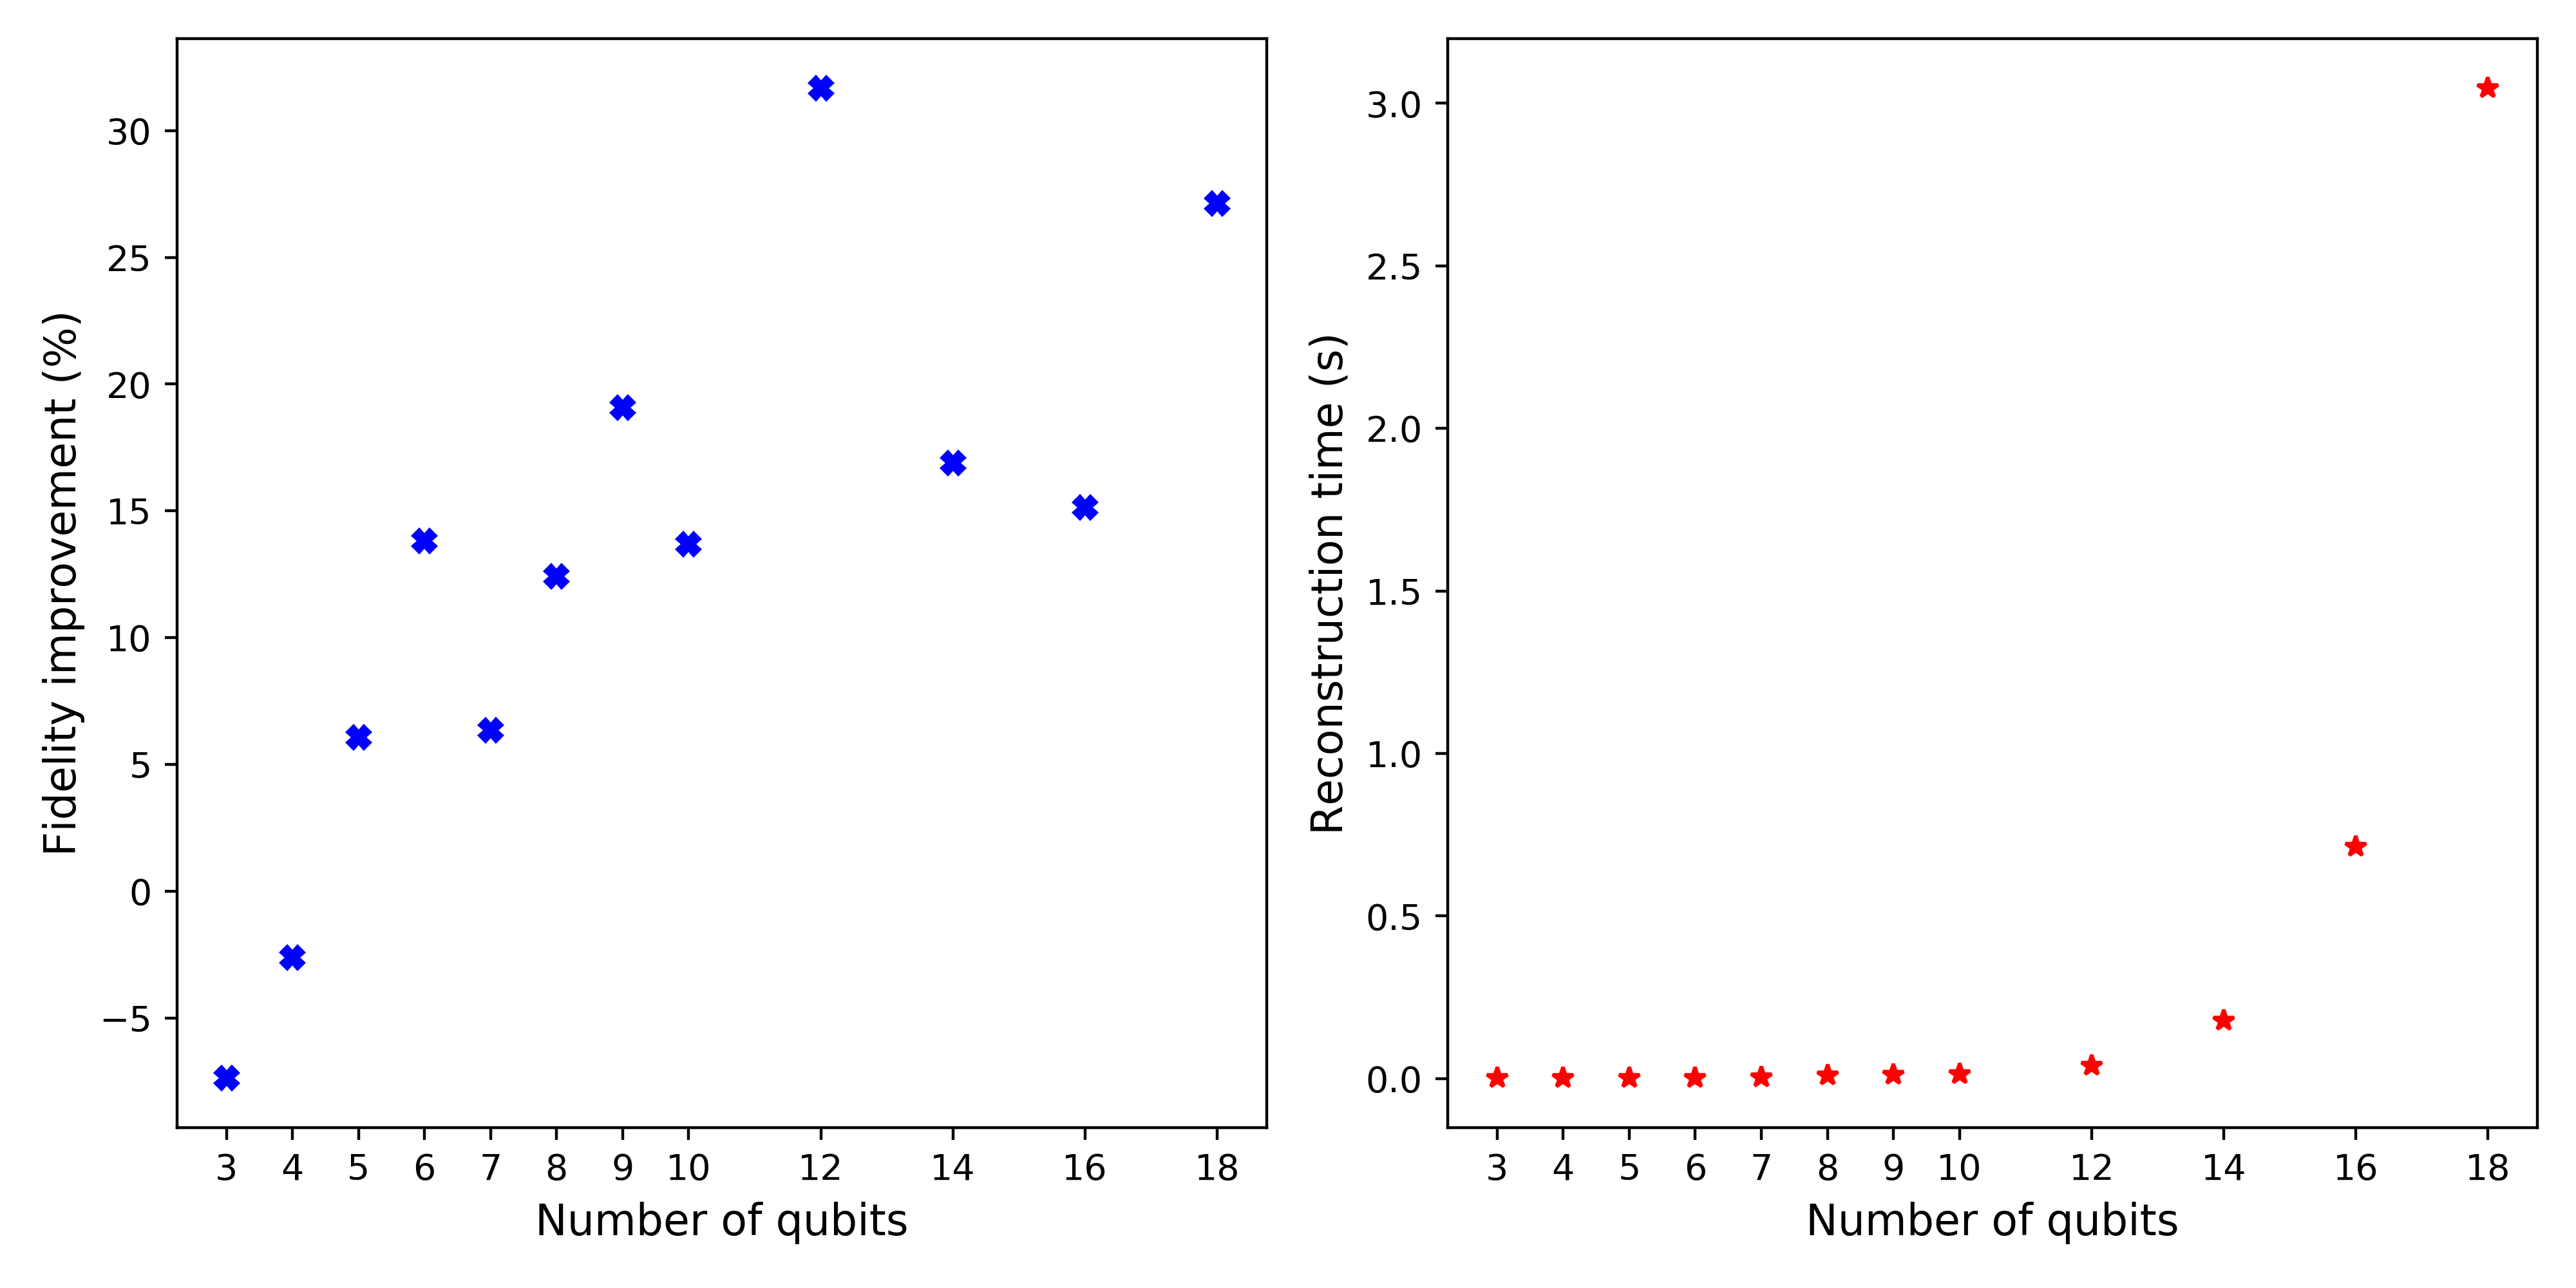 Fidelity improvement (%)
30
25
20
15
10
5
0
−5
3 4 5 6 7 8 9 10 12 14 16 18
Number of qubits
Reconstruction time (s)
3.0
2.5
2.0
1.5
1.0
0.5
0.0
3 4 5 6 7 8 9 10 12 14 16 18
Number of qubits